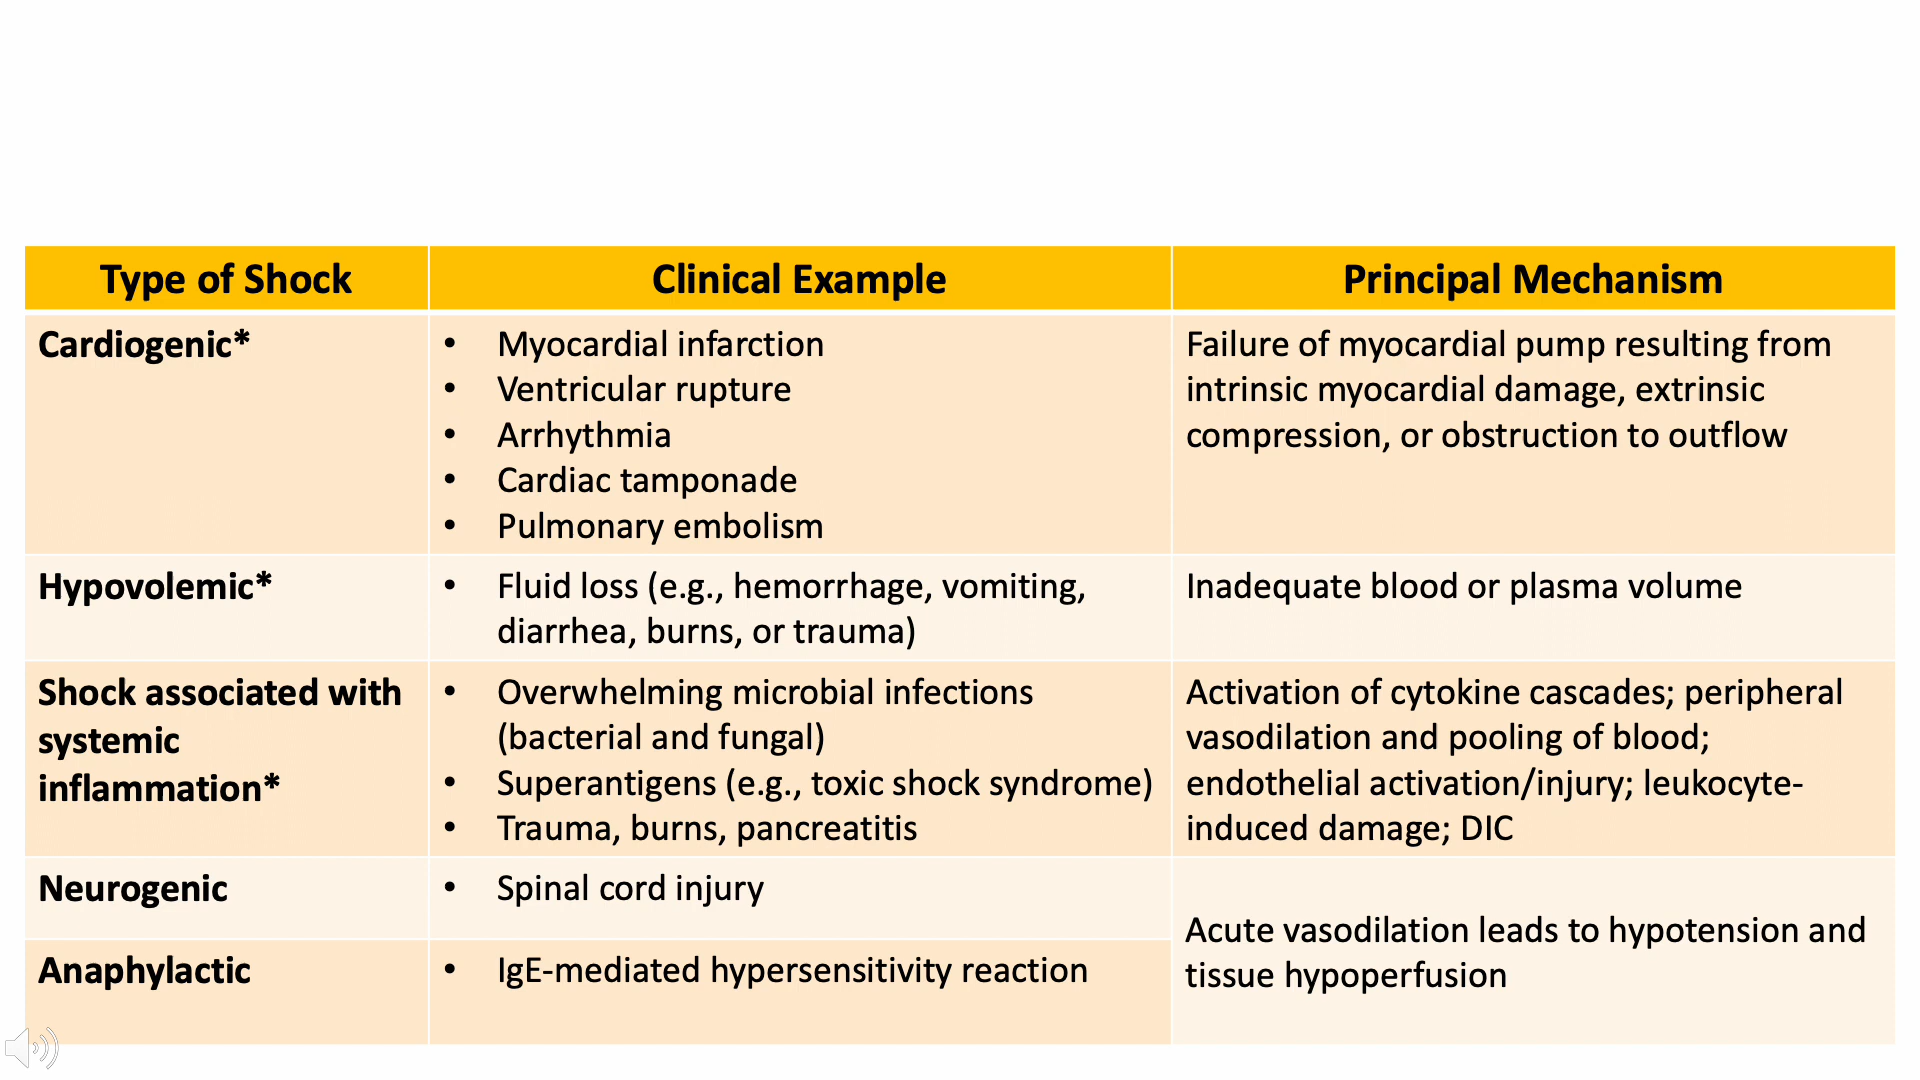 Type of Shock
Clinical Example
Principal Mechanism
Cardiogenic*
• Myocardial infarction
• Ventricular rupture
• Arrhythmia
• Cardiac tamponade
• Pulmonary embolism
Failure of myocardial pump resulting from
intrinsic myocardial damage, extrinsic
compression, or obstruction to outflow
Hypovolemic*
• Fluid loss (e.g., hemorrhage, vomiting,
diarrhea, burns, or trauma)
Inadequate blood or plasma volume
Shock associated with
systemic
inflammation*
• Overwhelming microbial infections
(bacterial and fungal)
• Superantigens (e.g., toxic shock syndrome)
• Trauma, burns, pancreatitis
Activation of cytokine cascades; peripheral
vasodilation and pooling of blood;
endothelial activation/injury; leukocyte-
induced damage; DIC
Neurogenic
• Spinal cord injury
Anaphylactic
• IgE-mediated hypersensitivity reaction
Acute vasodilation leads to hypotension and
tissue hypoperfusion